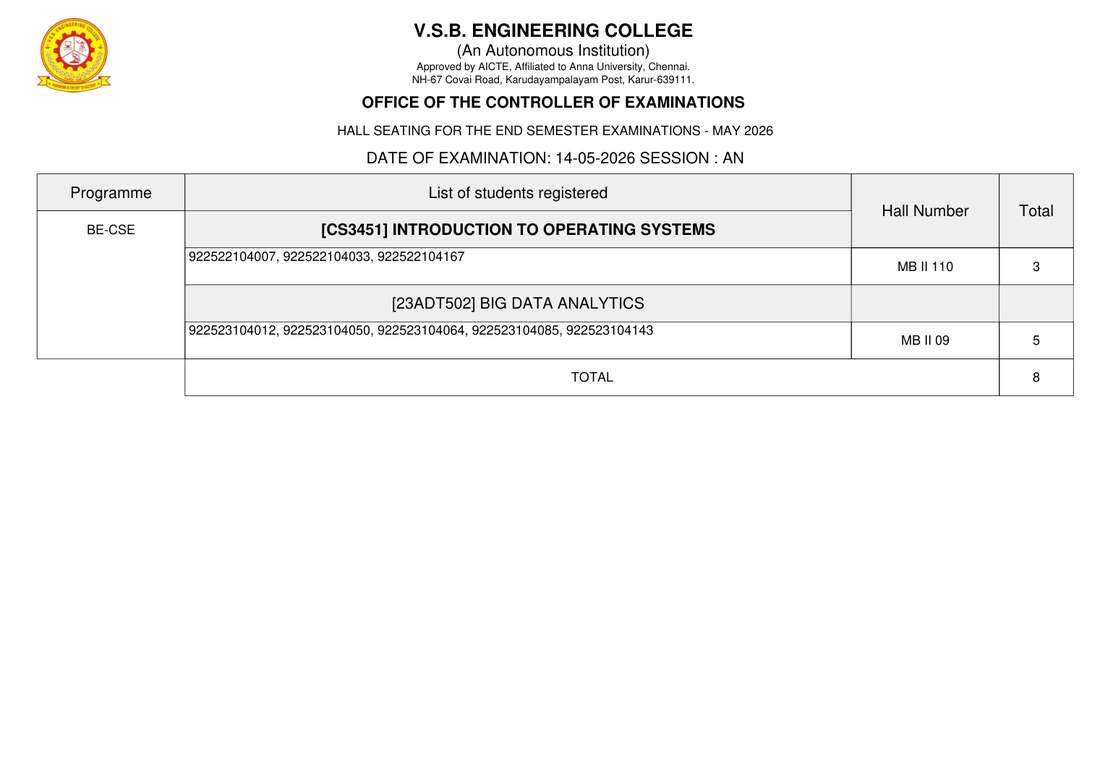 V.S.B. ENGINEERING COLLEGE
(An Autonomous Institution)
Approved by AICTE, Affiliated to Anna University, Chennai.
NH-67 Covai Road, Karudayampalayam Post, Karur-639111.
OFFICE OF THE CONTROLLER OF EXAMINATIONS
HALL SEATING FOR THE END SEMESTER EXAMINATIONS - MAY 2026
DATE OF EXAMINATION: 14-05-2026 SESSION : AN
Programme List of students registered Hall Number Total
BE-CSE [CS3451] INTRODUCTION TO OPERATING SYSTEMS
922522104007, 922522104033, 922522104167 MB II 110 3
[23ADT502] BIG DATA ANALYTICS
922523104012, 922523104050, 922523104064, 922523104085, 922523104143 MB II 09 5
TOTAL 8